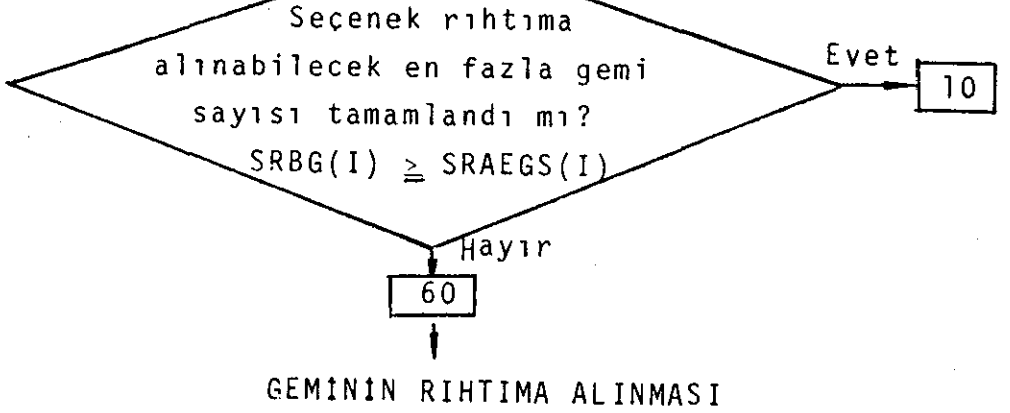 Seçenek rıhtıma
alınabilecek en fazla gemi
sayısı tamamlandı mı?
SRBG(I) ≥ SRAEGS(I)
Evet
10
Hayır
60
GEMİNİN RIHTIMA ALINMASI